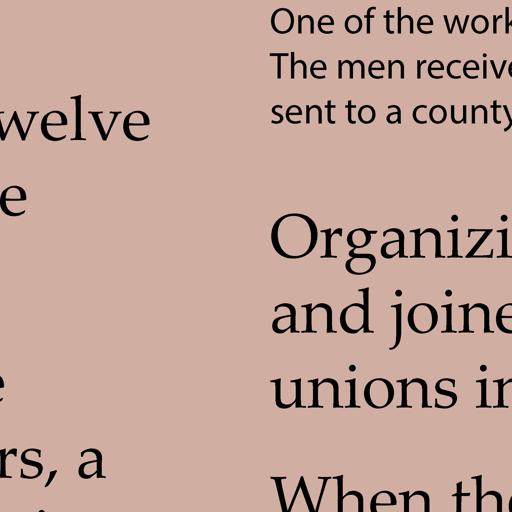 welve
e
e
rs, a
One of the work
The men receive
sent to a county
Organizi
and joine
unions in
When the